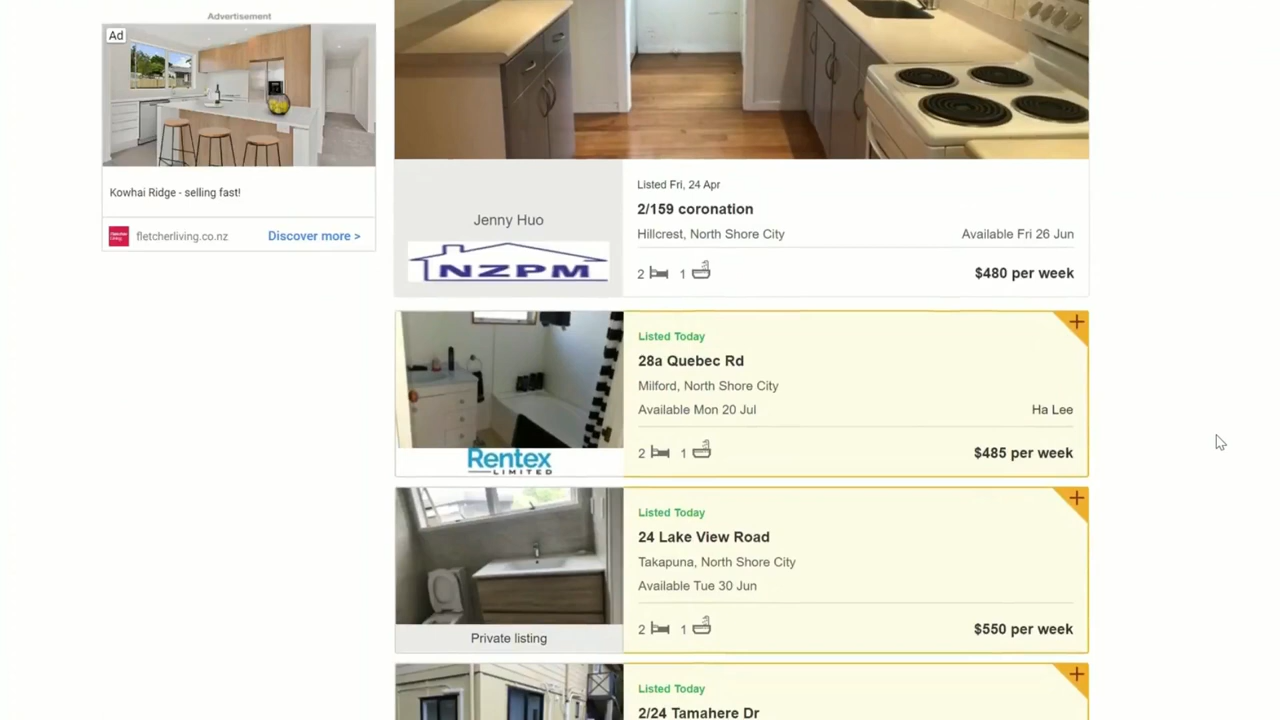 Advertisement
Ad
Kowhai Ridge - selling fast!
Fletcher
Living
fletcherliving.co.nz
Discover more >
Jenny Huo
NZPM
Listed Fri, 24 Apr
2/159 coronation
Hillcrest, North Shore City
Available Fri 26 Jun
2
1
$480 per week
Rentex
LIMITED
Listed Today
28a Quebec Rd
Milford, North Shore City
Available Mon 20 Jul
Ha Lee
2
1
$485 per week
Private listing
Listed Today
24 Lake View Road
Takapuna, North Shore City
Available Tue 30 Jun
2
1
$550 per week
Listed Today
2/24 Tamahere Dr